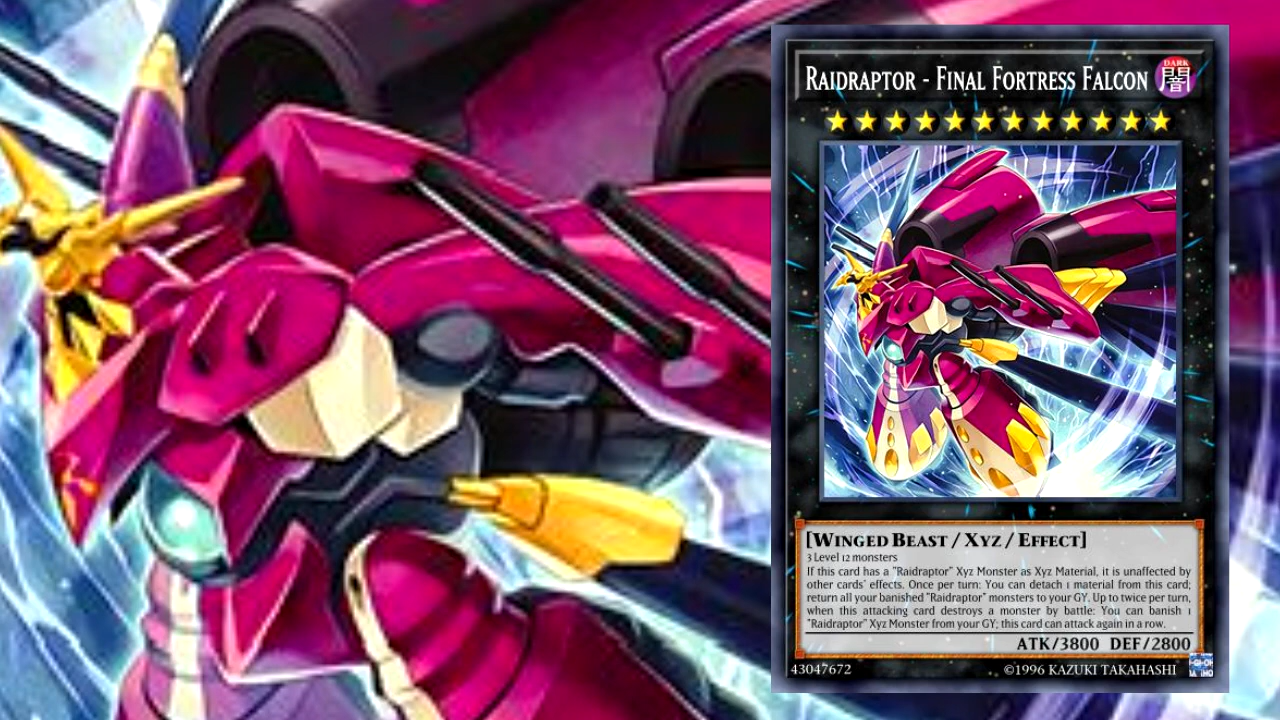 RAIDRAPTOR - FINAL FORTRESS FALCON
DARK
闇
[WINGED BEAST / XYZ / EFFECT]
3 Level 12 monsters
If this card has a "Raidraptor" Xyz Monster as Xyz Material, it is unaffected by
other cards' effects. Once per turn: You can detach 1 material from this card;
return all your banished "Raidraptor" monsters to your GY. Up to twice per turn,
when this attacking card destroys a monster by battle: You can banish 1
"Raidraptor" Xyz Monster from your GY; this card can attack again in a row.
ATK/3800 DEF/2800
43047672
©1996 KAZUKI TAKAHASHI